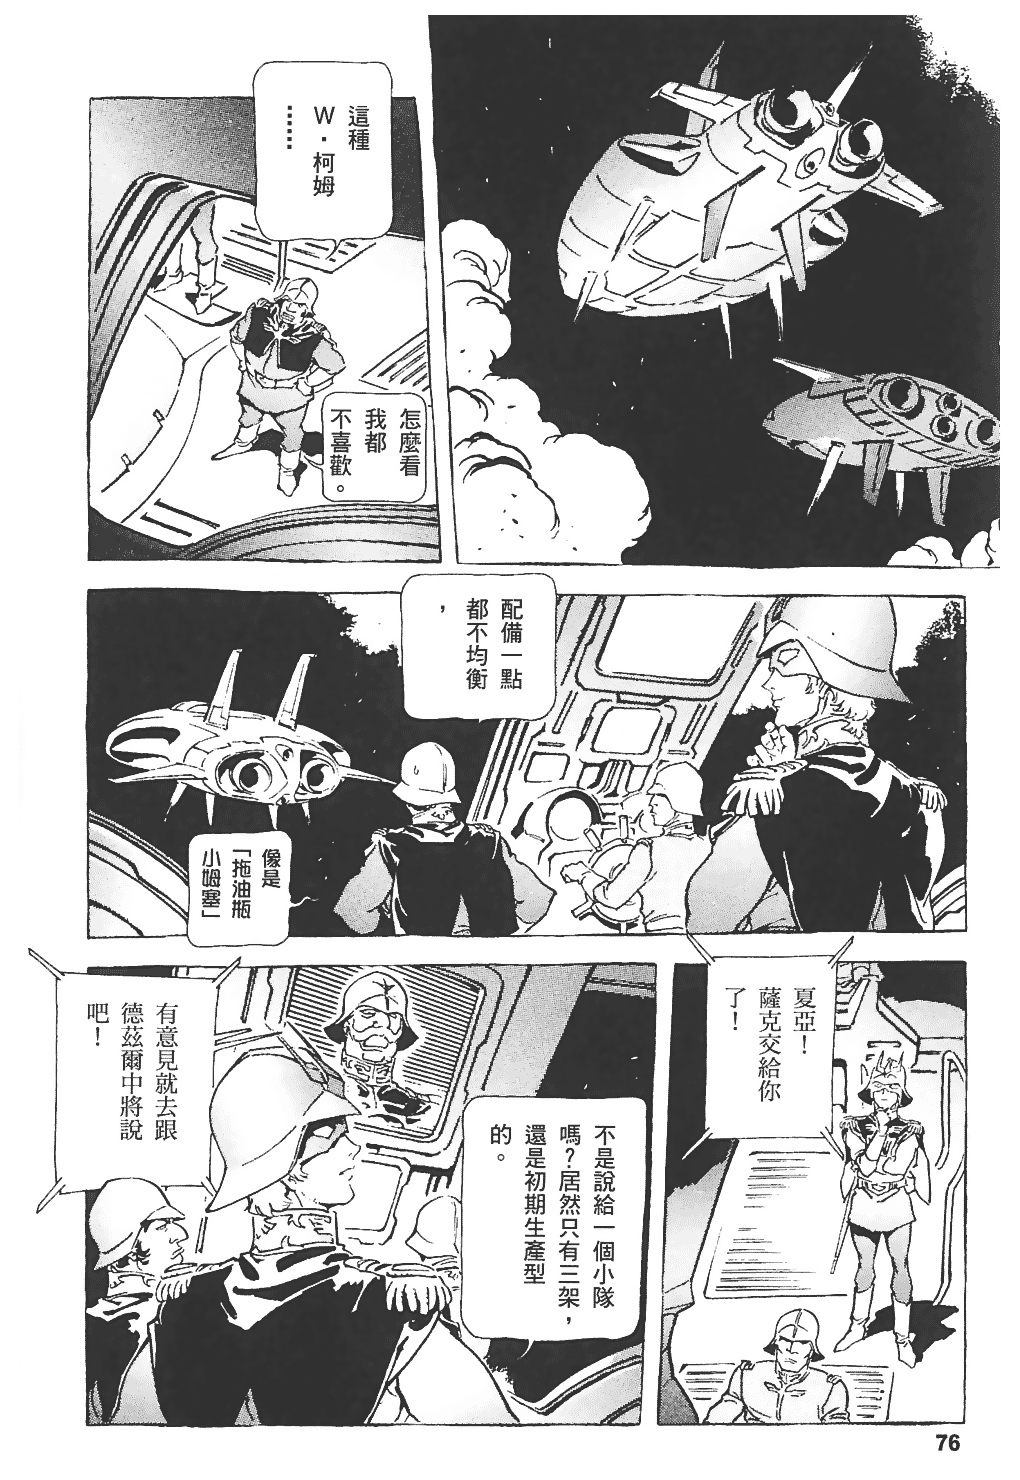 這種
W・柯姆
⋯⋯
怎麼看
我都
不喜歡。
配備一點
都不均衡
，
像是
「拖油瓶
小姆塞」
夏亞！
薩克交給你
了！
不是說給一個小隊
嗎？居然只有三架，
還是初期生產型
的。
有意見就去跟
德茲爾中將說
吧！
76